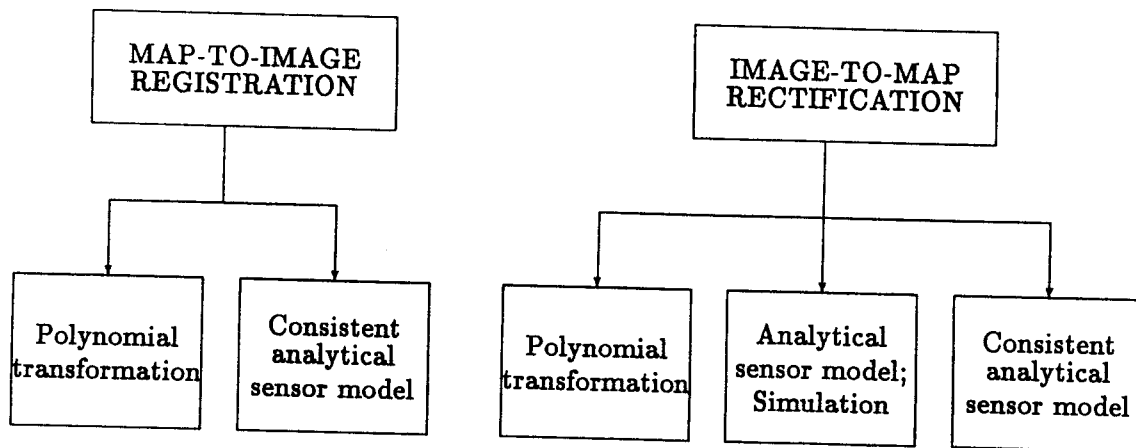 MAP-TO-IMAGE
REGISTRATION
IMAGE-TO-MAP
RECTIFICATION
Polynomial
transformation
Consistent
analytical
sensor model
Polynomial
transformation
Analytical
sensor model;
Simulation
Consistent
analytical
sensor model